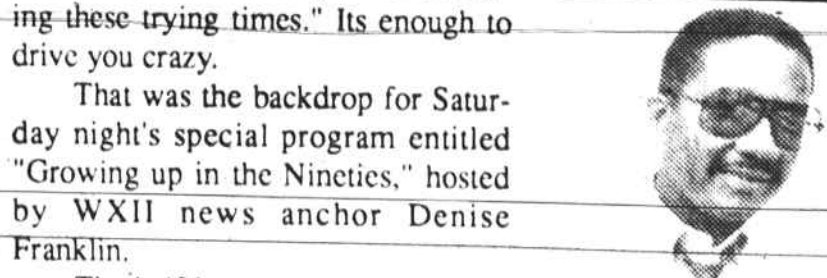 ing these trying times." Its enough to
drive you crazy.
That was the backdrop for Satur-
day night's special program entitled
"Growing up in the Nineties," hosted
by WXII news anchor Denise
Franklin.